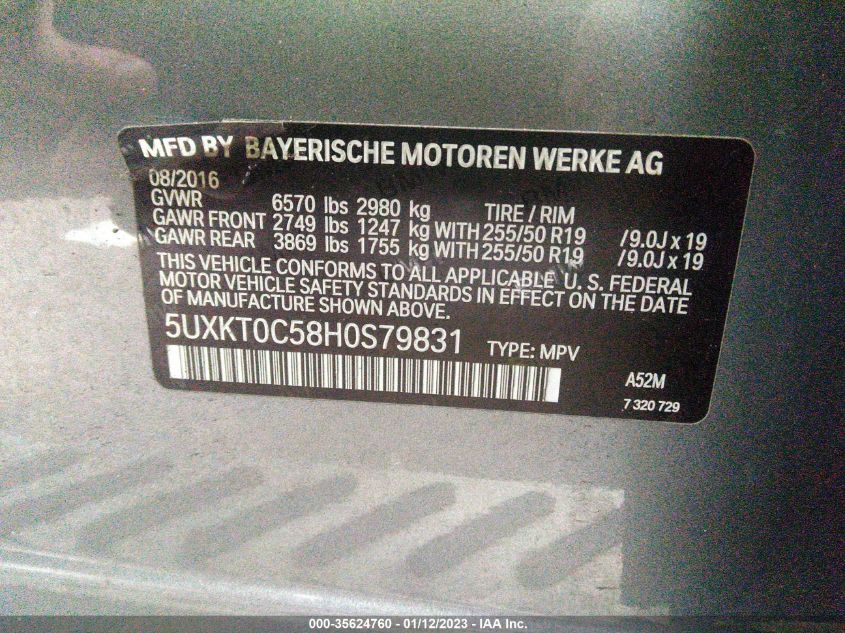 MFD BY BAYERISCHE MOTOREN WERKE AG
08/2016
GVWR 6570 lbs 2980 kg TIRE / RIM
GAWR FRONT 2749 lbs 1247 kg WITH 255/50 R19 /9.0J x 19
GAWR REAR 3869 lbs 1755 kg WITH 255/50 R19 /9.0J x 19
THIS VEHICLE CONFORMS TO ALL APPLICABLE U. S. FEDERAL
MOTOR VEHICLE SAFETY STANDARDS IN EFFECT ON THE DATE
OF MANUFACTURE SHOWN ABOVE.
5UXKT0C58H0S79831 TYPE: MPV
A52M
7 320 729
000-35624760 - 01/12/2023 - IAA Inc.